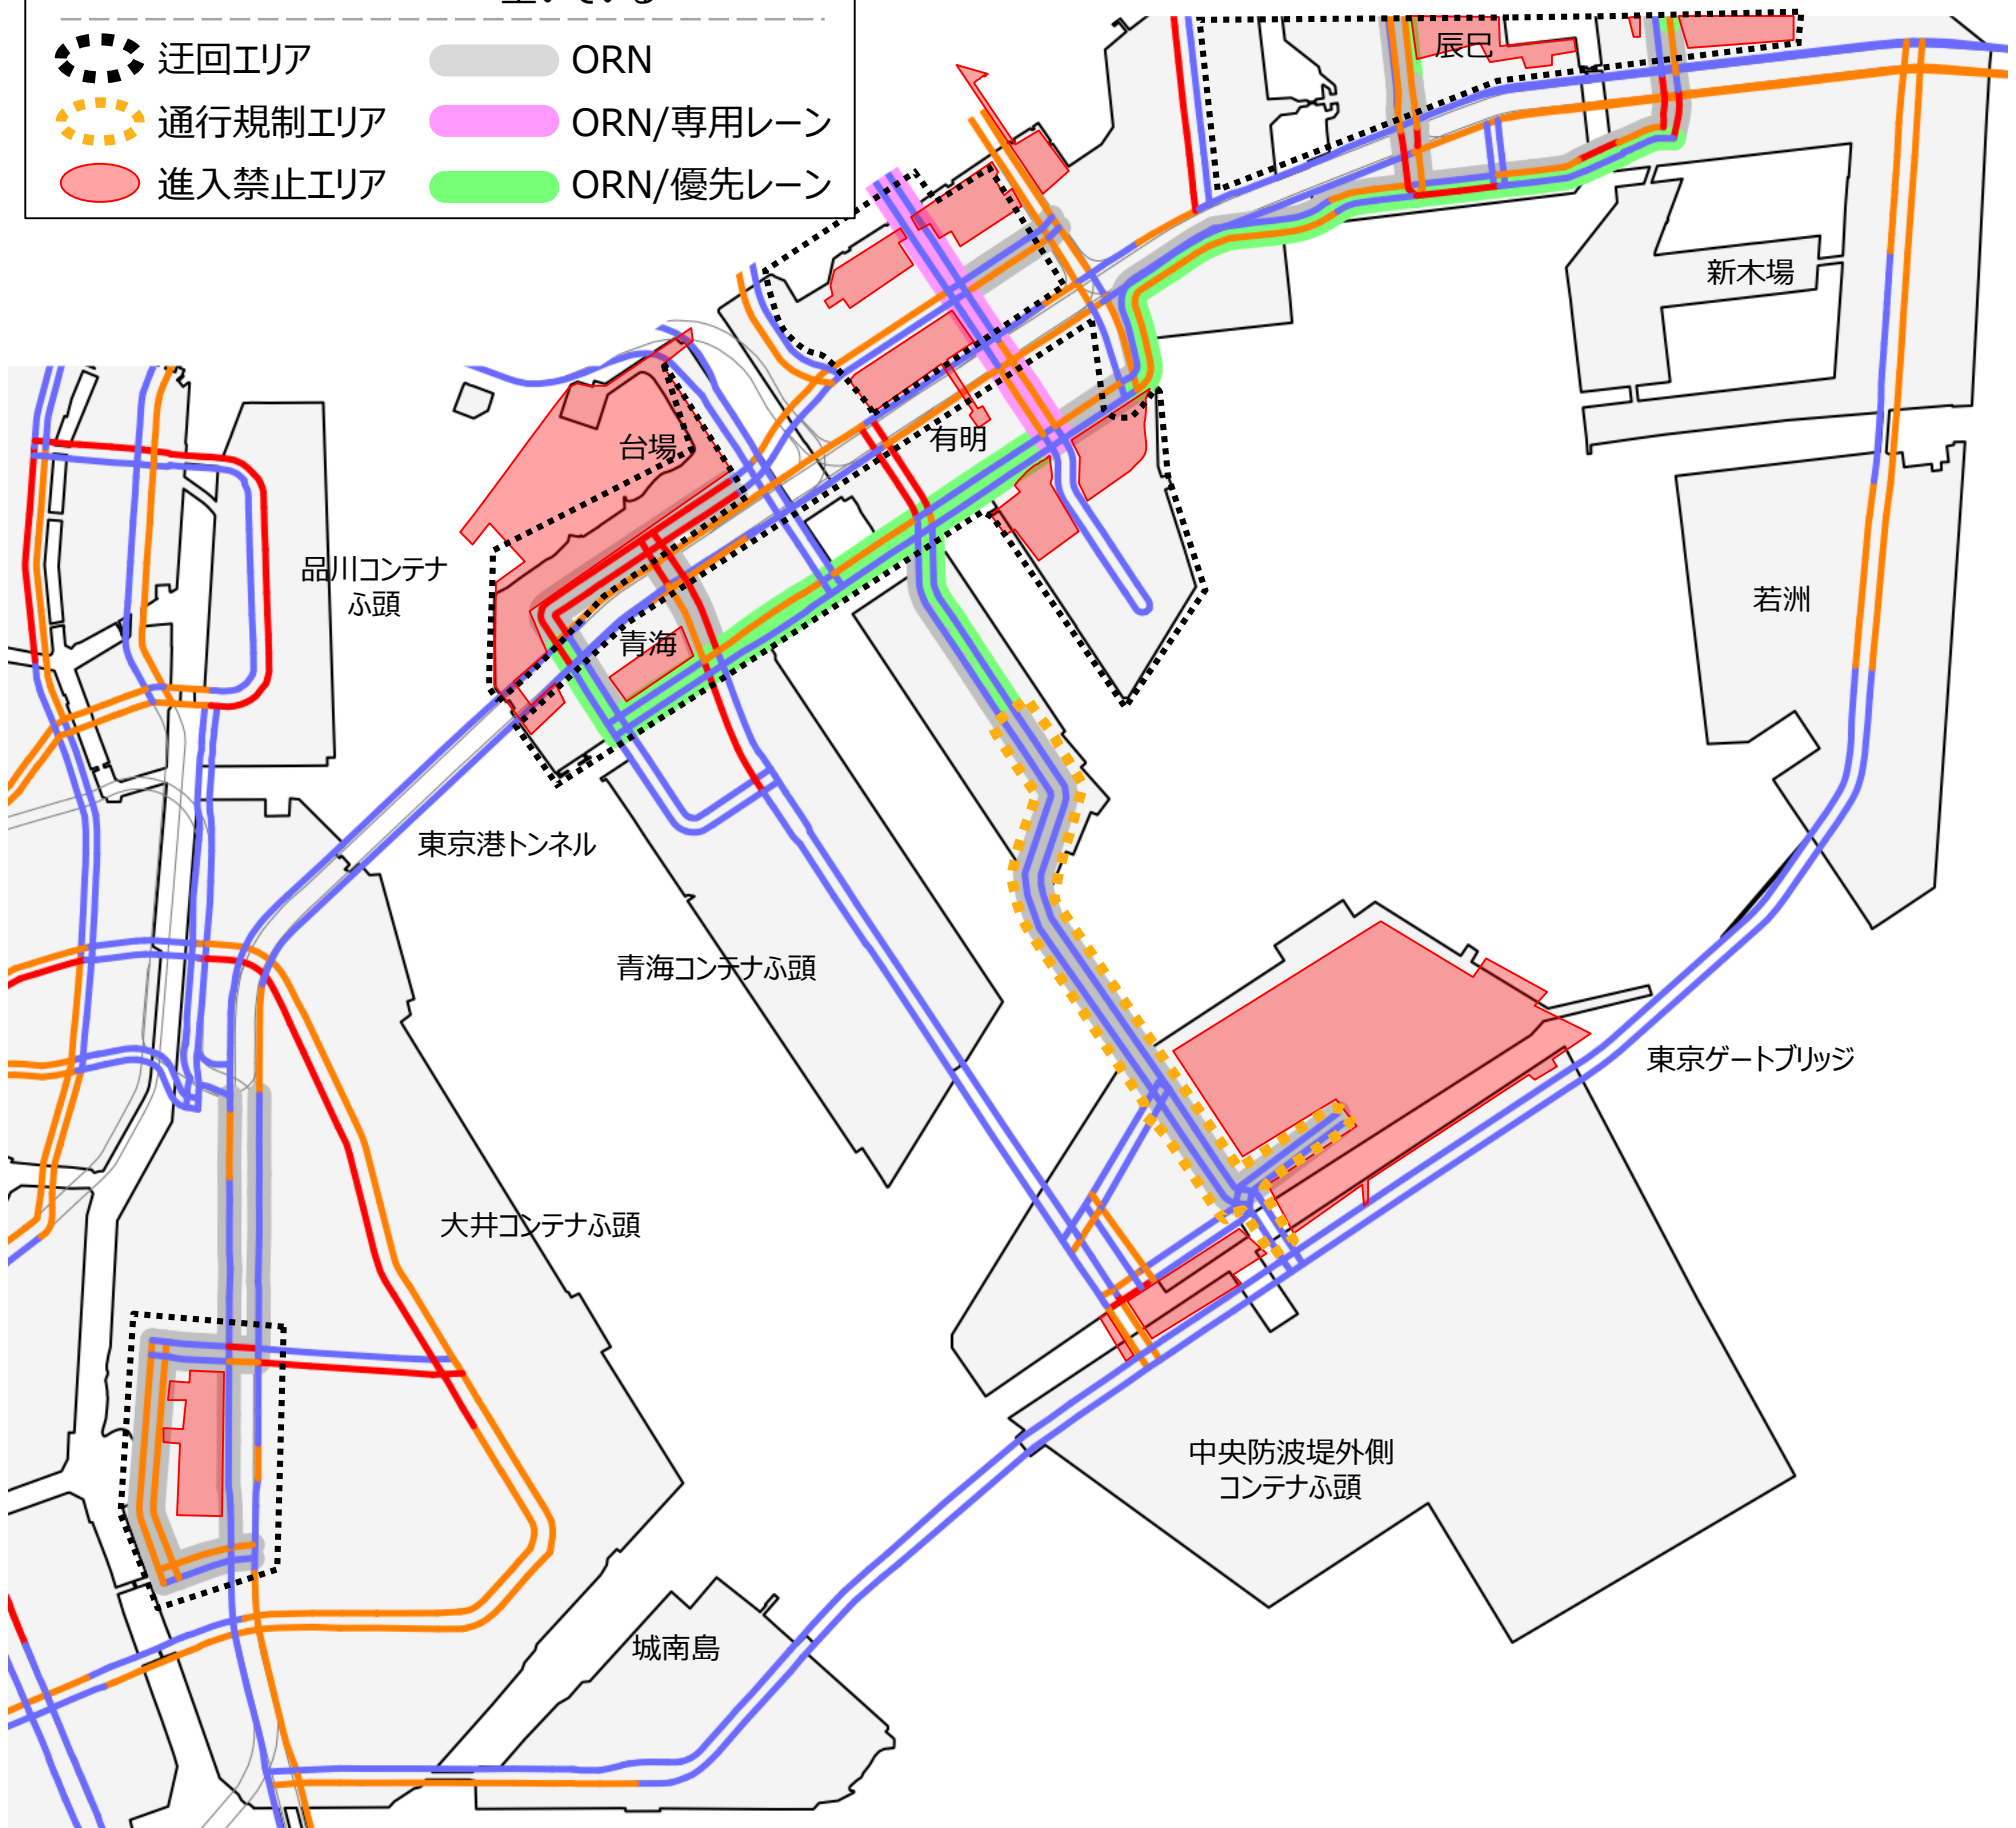 空いている
迂回エリア
ORN
通行規制エリア
ORN/専用レーン
進入禁止エリア
ORN/優先レーン
辰巳
新木場
有明
台場
品川コンテナ
ふ頭
若洲
青海
東京港トンネル
青海コンテナふ頭
東京ゲートブリッジ
大井コンテナふ頭
中央防波堤外側
コンテナふ頭
城南島